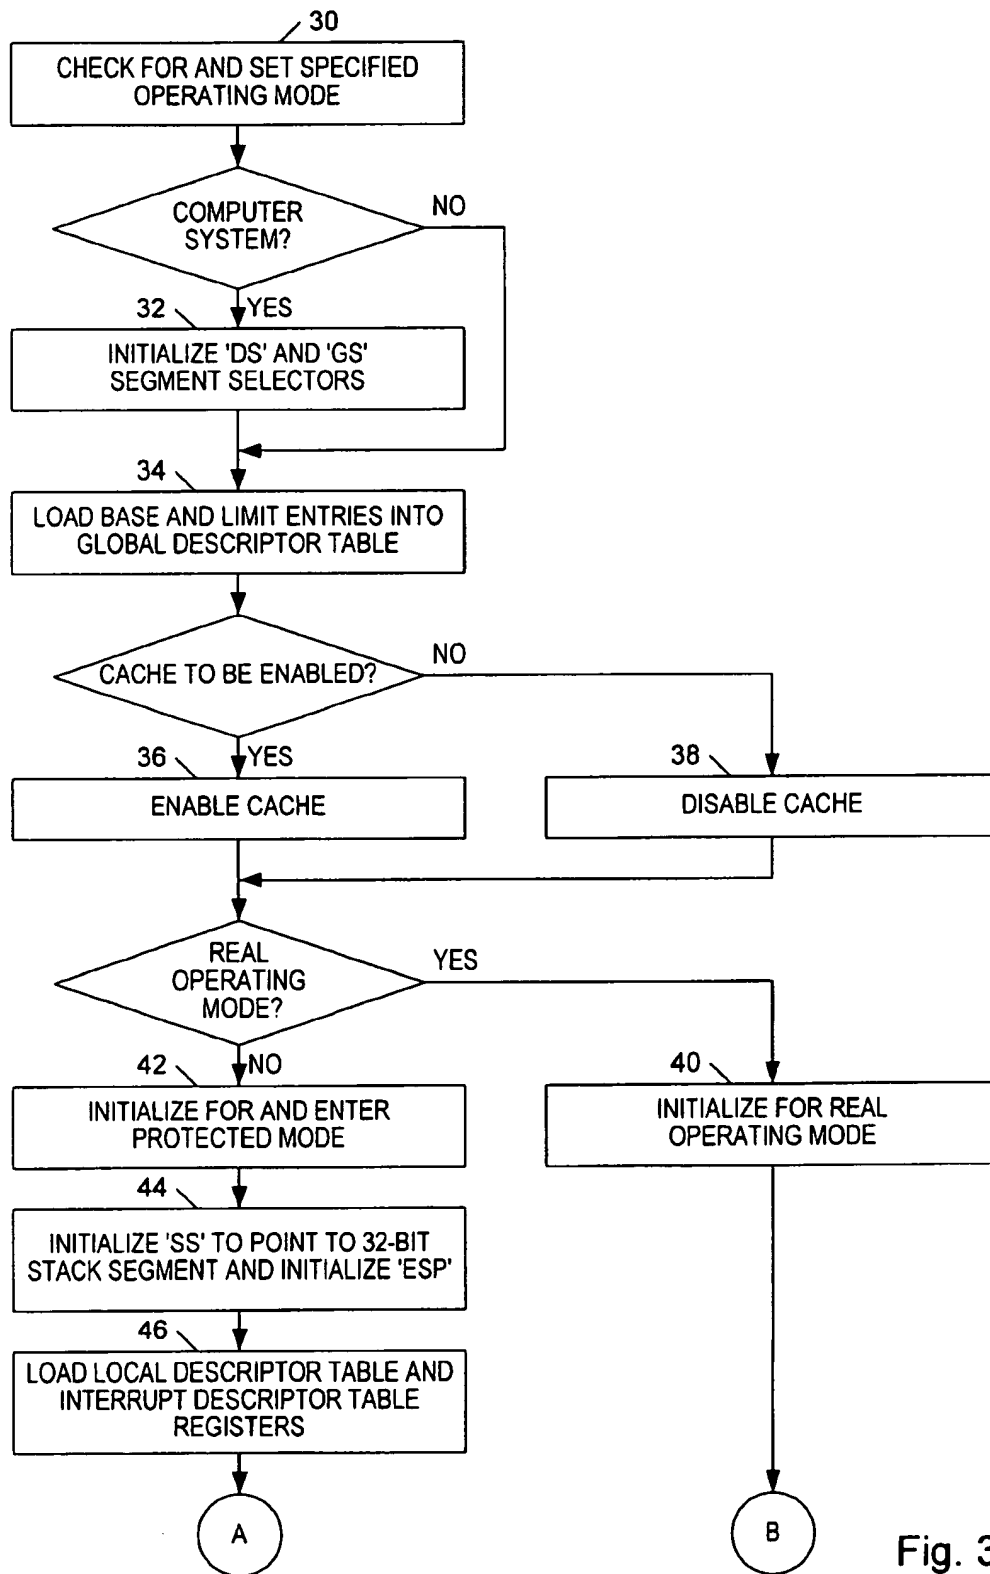 30
CHECK FOR AND SET SPECIFIED
OPERATING MODE
COMPUTER
SYSTEM?
NO
YES
32
INITIALIZE 'DS' AND 'GS'
SEGMENT SELECTORS
34
LOAD BASE AND LIMIT ENTRIES INTO
GLOBAL DESCRIPTOR TABLE
CACHE TO BE ENABLED?
NO
YES
36
ENABLE CACHE
38
DISABLE CACHE
REAL
OPERATING
MODE?
YES
NO
42
INITIALIZE FOR AND ENTER
PROTECTED MODE
40
INITIALIZE FOR REAL
OPERATING MODE
44
INITIALIZE 'SS' TO POINT TO 32-BIT
STACK SEGMENT AND INITIALIZE 'ESP'
46
LOAD LOCAL DESCRIPTOR TABLE AND
INTERRUPT DESCRIPTOR TABLE
REGISTERS
A
B
Fig. 3